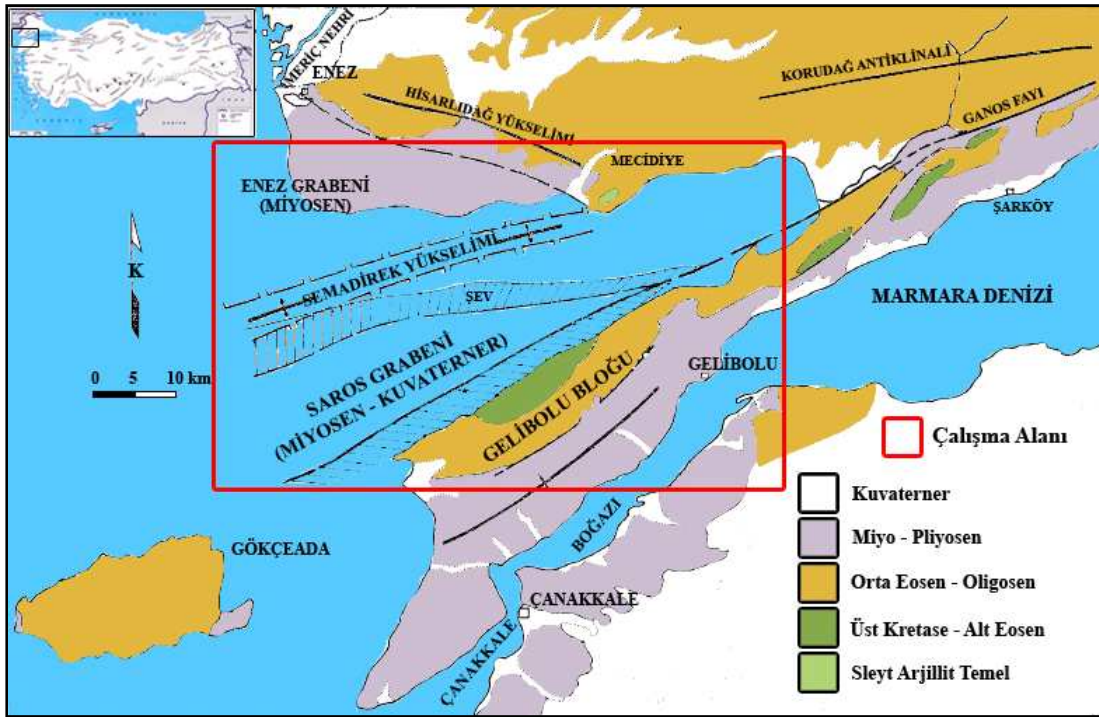 MERİÇ NEHRİ
ENEZ
HİSARLIDAĞ YÜKSELİMİ
KORUDAĞ ANTİKLİNALİ
GANOS FAYI
MECİDİYE
ŞARKÖY
ENEZ GRABENİ
(MİYOSEN)
SEMADİREK YÜKSELİMİ
ŞEV
MARMARA DENİZİ
K
0 5 10 km
SAROS GRABENİ
(MİYOSEN - KUVATERNER)
GELİBOLU BLOĞU
GELİBOLU
Çalışma Alanı
Kuvaterner
Miyo - Pliyosen
Orta Eosen - Oligosen
Üst Kretase - Alt Eosen
Sleyt Arjillit Temel
GÖKÇEADA
BOĞAZI
ÇANAKKALE
ÇANAKKALE